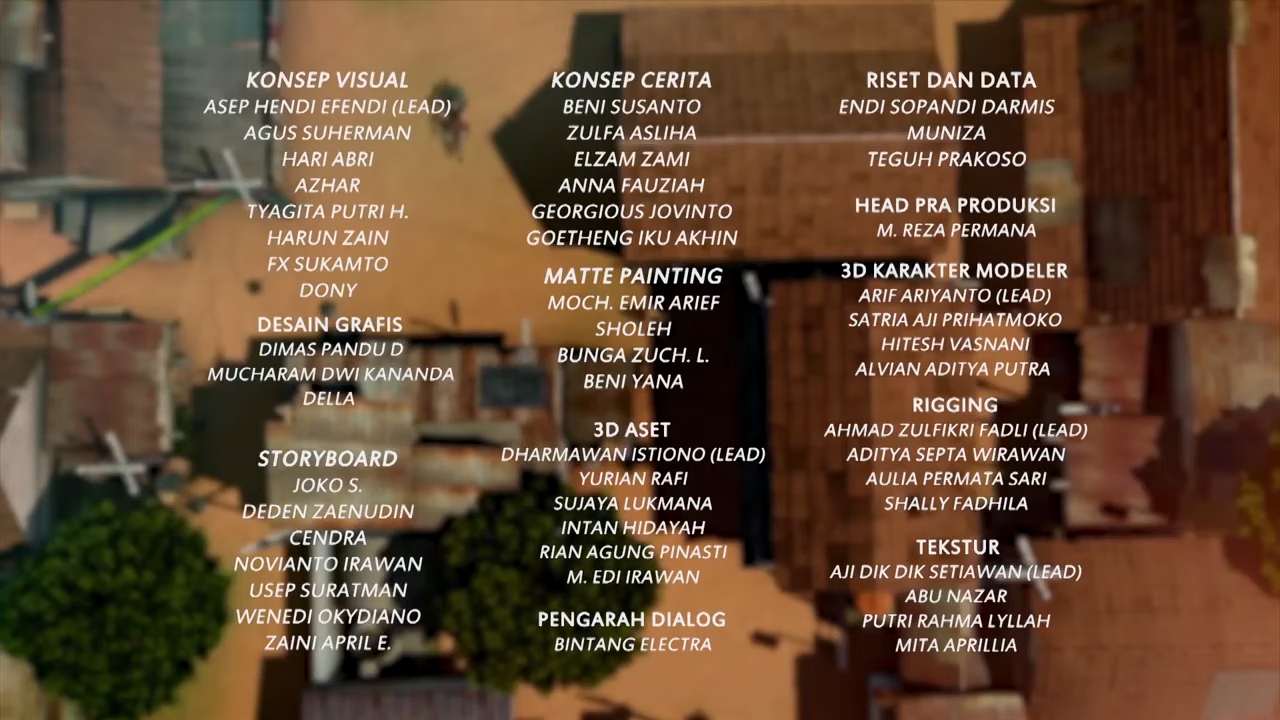 KONSEP VISUAL
ASEP HENDI EFENDI (LEAD)
AGUS SUHERMAN
HARI ABRI
AZHAR
TYAGITA PUTRI H.
HARUN ZAIN
FX SUKAMTO
DONY
DESAIN GRAFIS
DIMAS PANDU D
MUCHARAM DWI KANANDA
DELLA
STORYBOARD
JOKO S.
DEDEN ZAENUDIN
CENDRA
NOVIANTO IRAWAN
USEP SURATMAN
WENEDI OKYDIANO
ZAINI APRIL E.
KONSEP CERITA
BENI SUSANTO
ZULFA ASLIHA
ELZAM ZAMI
ANNA FAUZIAH
GEORGIOUS JOVINTO
GOETHENG IKU AKHIN
MATTE PAINTING
MOCH. EMIR ARIEF
SHOLEH
BUNGA ZUCH. L.
BENI YANA
3D ASET
DHARMAWAN ISTIONO (LEAD)
YURIAN RAFI
SUJAYA LUKMANA
INTAN HIDAYAH
RIAN AGUNG PINASTI
M. EDI IRAWAN
PENGARAH DIALOG
BINTANG ELECTRA
RISET DAN DATA
ENDI SOPANDI DARMIS
MUNIZA
TEGUH PRAKOSO
HEAD PRA PRODUKSI
M. REZA PERMANA
3D KARAKTER MODELER
ARIF ARIYANTO (LEAD)
SATRIA AJI PRIHATMOKO
HITESH VASNANI
ALVIAN ADITYA PUTRA
RIGGING
AHMAD ZULFIKRI FADLI (LEAD)
ADITYA SEPTA WIRAWAN
AULIA PERMATA SARI
SHALLY FADHILA
TEKSTUR
AJI DIK DIK SETIAWAN (LEAD)
ABU NAZAR
PUTRI RAHMA LYLLAH
MITA APRILLIA